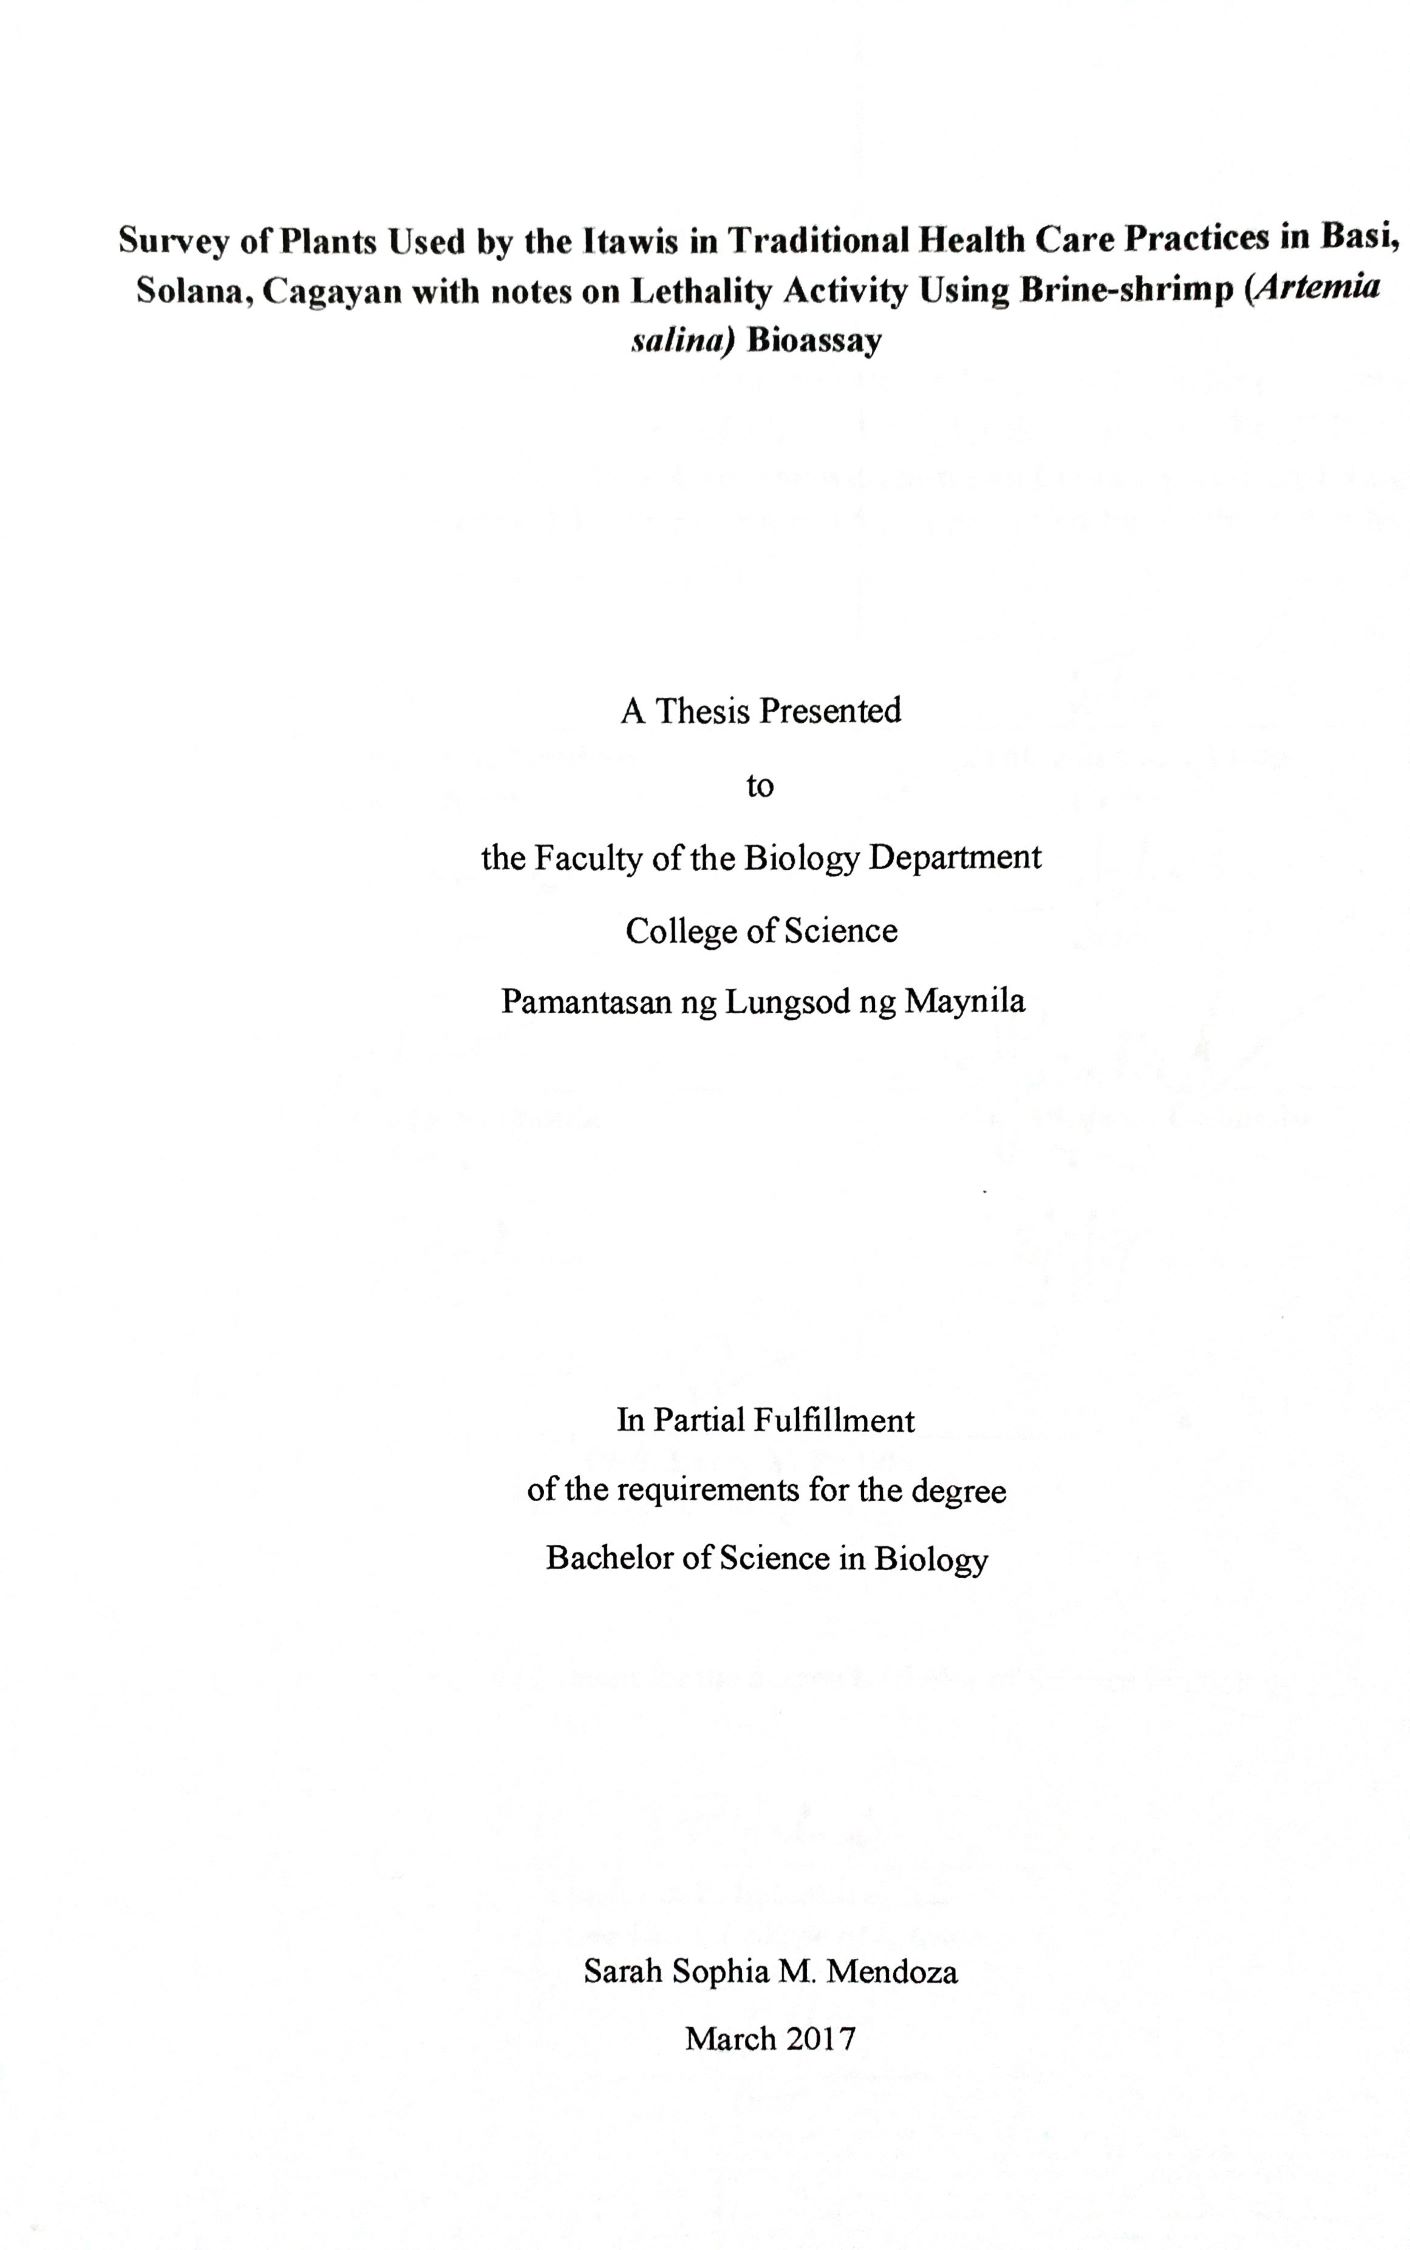 Survey of Plants Used by the Itawis in Traditional Health Care Practices in Basi,
Solana, Cagayan with notes on Lethality Activity Using Brine-shrimp (Artemia
salina) Bioassay
A Thesis Presented
to
the Faculty of the Biology Department
College of Science
Pamantasan ng Lungsod ng Maynila
In Partial Fulfillment
of the requirements for the degree
Bachelor of Science in Biology
Sarah Sophia M. Mendoza
March 2017